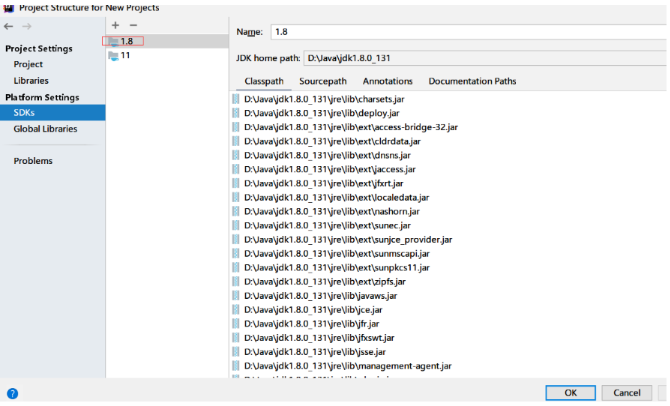 Project Structure for New Projects
Project Settings
Project
Libraries
Platform Settings
SDKs
Global Libraries
Problems
1.8
11
Name: 1.8
JDK home path: D:\Java\jdk1.8.0_131
Classpath Sourcepath Annotations Documentation Paths
D:\Java\jdk1.8.0_131\jre\lib\charsets.jar
D:\Java\jdk1.8.0_131\jre\lib\deploy.jar
D:\Java\jdk1.8.0_131\jre\lib\ext\access-bridge-32.jar
D:\Java\jdk1.8.0_131\jre\lib\ext\cldrdata.jar
D:\Java\jdk1.8.0_131\jre\lib\ext\dnsns.jar
D:\Java\jdk1.8.0_131\jre\lib\ext\jaccess.jar
D:\Java\jdk1.8.0_131\jre\lib\ext\jfxrt.jar
D:\Java\jdk1.8.0_131\jre\lib\ext\localedata.jar
D:\Java\jdk1.8.0_131\jre\lib\ext\nashorn.jar
D:\Java\jdk1.8.0_131\jre\lib\ext\sunec.jar
D:\Java\jdk1.8.0_131\jre\lib\ext\sunjce_provider.jar
D:\Java\jdk1.8.0_131\jre\lib\ext\sunmscapi.jar
D:\Java\jdk1.8.0_131\jre\lib\ext\sunpkcs11.jar
D:\Java\jdk1.8.0_131\jre\lib\ext\zipfs.jar
D:\Java\jdk1.8.0_131\jre\lib\javaws.jar
D:\Java\jdk1.8.0_131\jre\lib\jce.jar
D:\Java\jdk1.8.0_131\jre\lib\jfr.jar
D:\Java\jdk1.8.0_131\jre\lib\jfxswt.jar
D:\Java\jdk1.8.0_131\jre\lib\jsse.jar
D:\Java\jdk1.8.0_131\jre\lib\management-agent.jar
OK Cancel